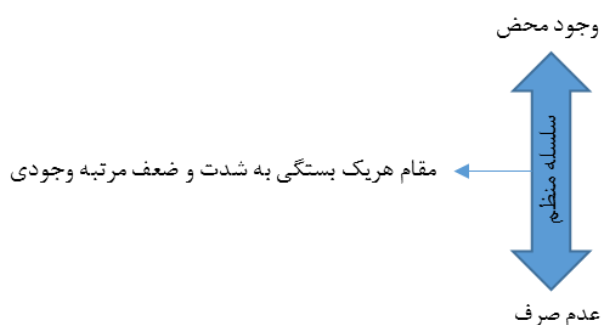 وجود محض
سلسله منظم
مقام هریک بستگی به شدت و ضعف مرتبه وجودی
عدم صرف